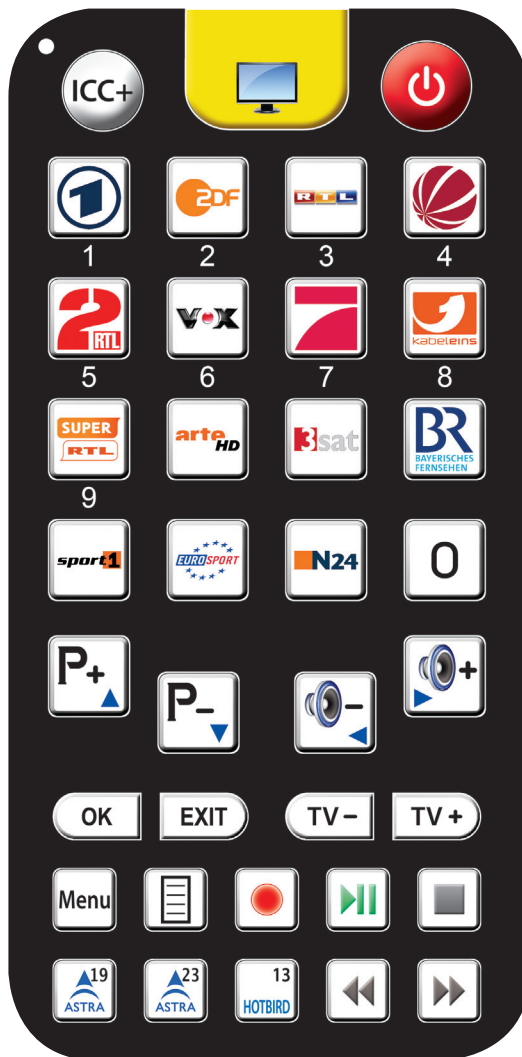 ICC+
1
ZDF
RTL
1 2 3 4
2 RTL
VOX
kabeleins
5 6 7 8
SUPER RTL
arte HD
3sat
BR BAYERISCHES FERNSEHEN
9
sport1
EUROSPORT
N24
0
P+
P-
-
+
OK EXIT TV- TV+
Menu
19 ASTRA
23 ASTRA
13 HOTBIRD